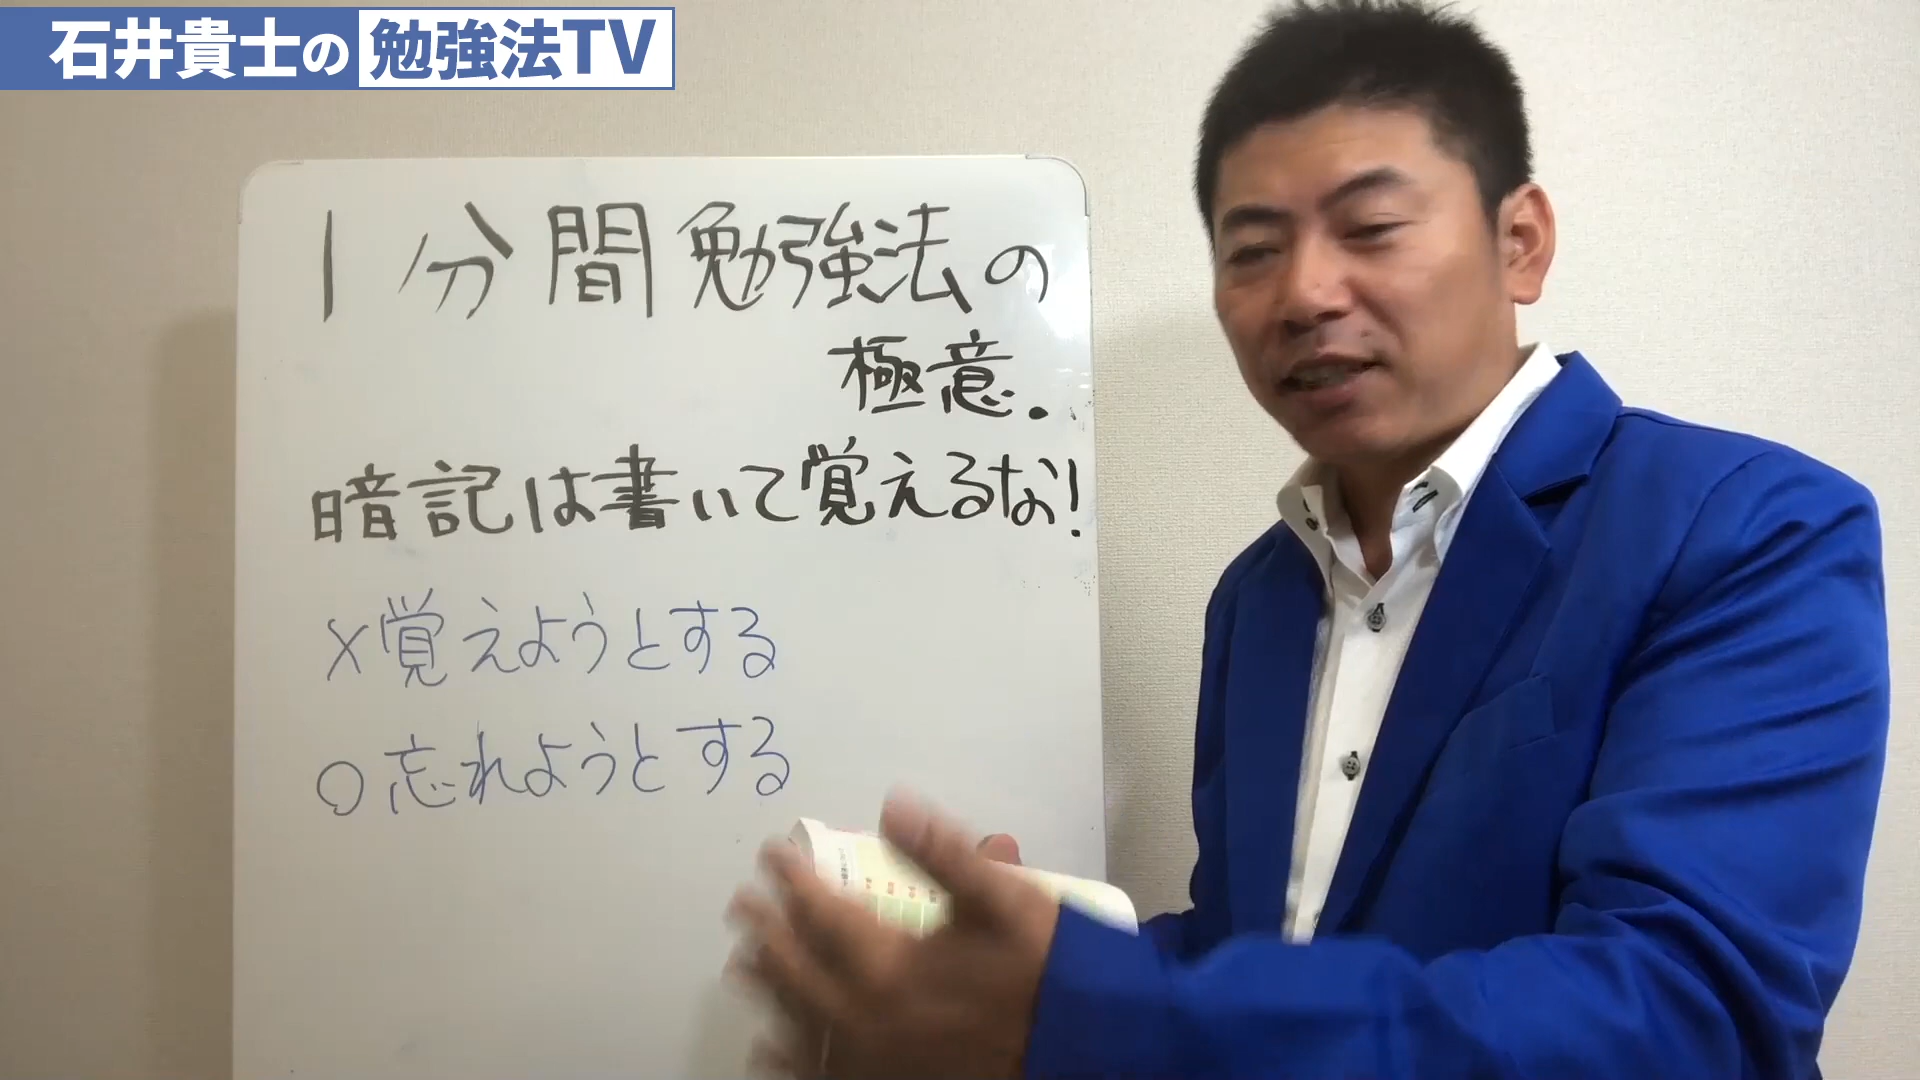 石井貴士の勉強法TV
1分間勉強法の
極意.
暗記は書いて覚えるな!
×覚えようとする
○忘れようとする